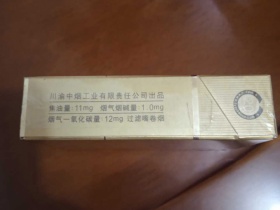 川渝中烟工业有限责任公司出品
焦油量:11mg 烟气烟碱量:1.0mg
烟气一氧化碳量:12mg 过滤嘴卷烟